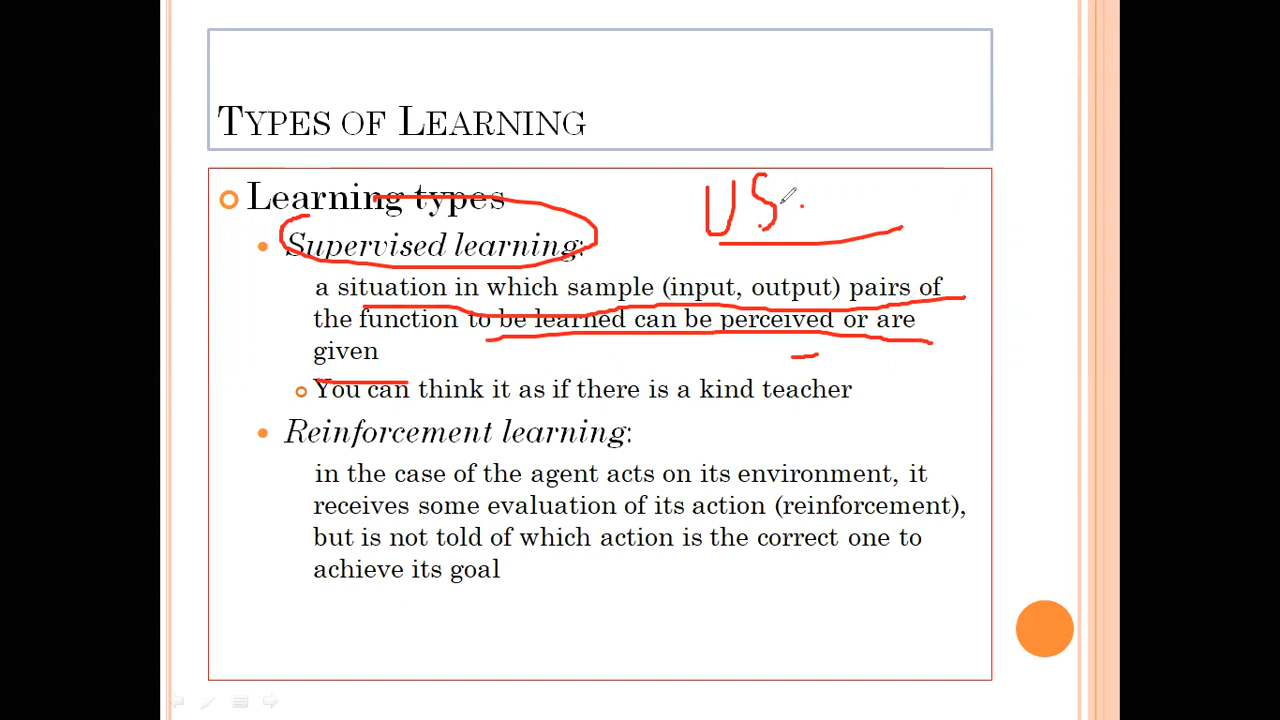 TYPES OF LEARNING
Learning types
US.
Supervised learning:
a situation in which sample (input, output) pairs of
the function to be learned can be perceived or are
given
You can think it as if there is a kind teacher
Reinforcement learning:
in the case of the agent acts on its environment, it
receives some evaluation of its action (reinforcement),
but is not told of which action is the correct one to
achieve its goal